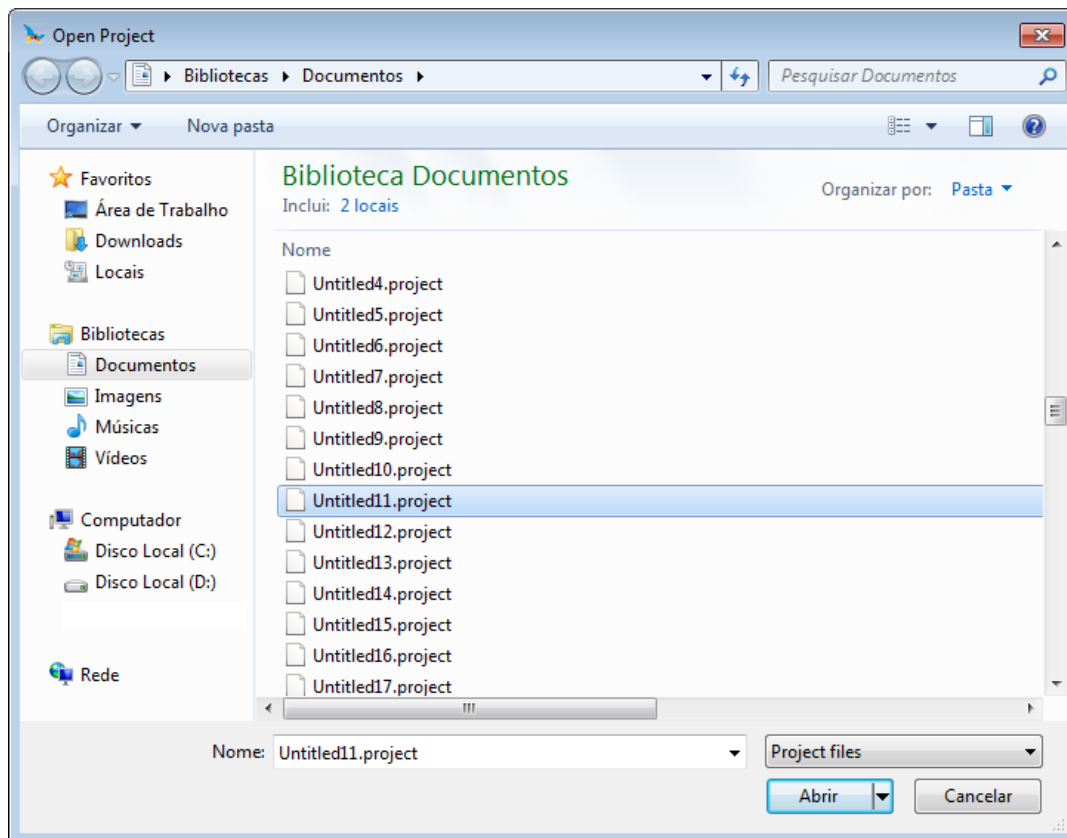 Open Project
Bibliotecas Documentos
Pesquisar Documentos
Organizar Nova pasta
Favoritos
Área de Trabalho
Downloads
Locais
Bibliotecas
Documentos
Imagens
Músicas
Vídeos
Computador
Disco Local (C:)
Disco Local (D:)
Rede
Biblioteca Documentos
Inclui: 2 locais
Organizar por: Pasta
Nome
Untitled4.project
Untitled5.project
Untitled6.project
Untitled7.project
Untitled8.project
Untitled9.project
Untitled10.project
Untitled11.project
Untitled12.project
Untitled13.project
Untitled14.project
Untitled15.project
Untitled16.project
Untitled17.project
Nome: Untitled11.project
Project files
Abrir
Cancelar